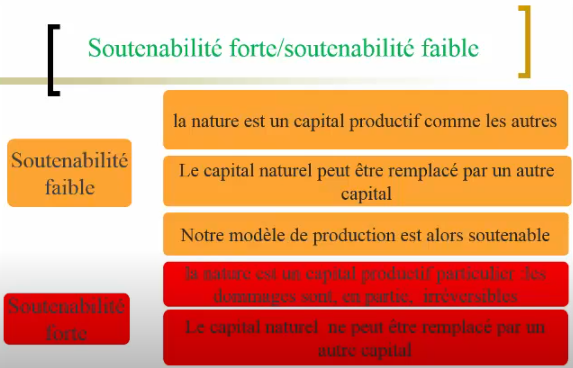 Soutenabilité forte/soutenabilité faible
la nature est un capital productif comme les autres
Soutenabilité
faible
Le capital naturel peut être remplacé par un autre
capital
Notre modèle de production est alors soutenable
la nature est un capital productif particulier :les
dommages sont, en partie, irréversibles
Soutenabilité
forte
Le capital naturel ne peut être remplacé par un
autre capital